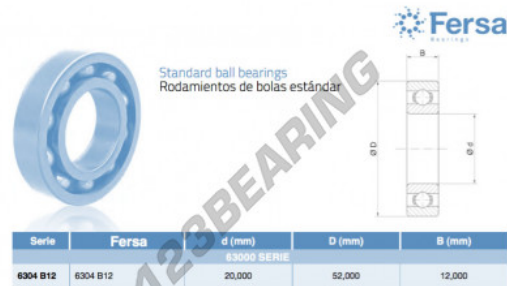 Fersa
Bearings
Standard ball bearings
Rodamientos de bolas estándar
B
Ø D
Ø d
123BEARING
Serie Fersa d (mm) D (mm) B (mm)
63000 SERIE
6304 B12 6304 B12 20,000 52,000 12,000